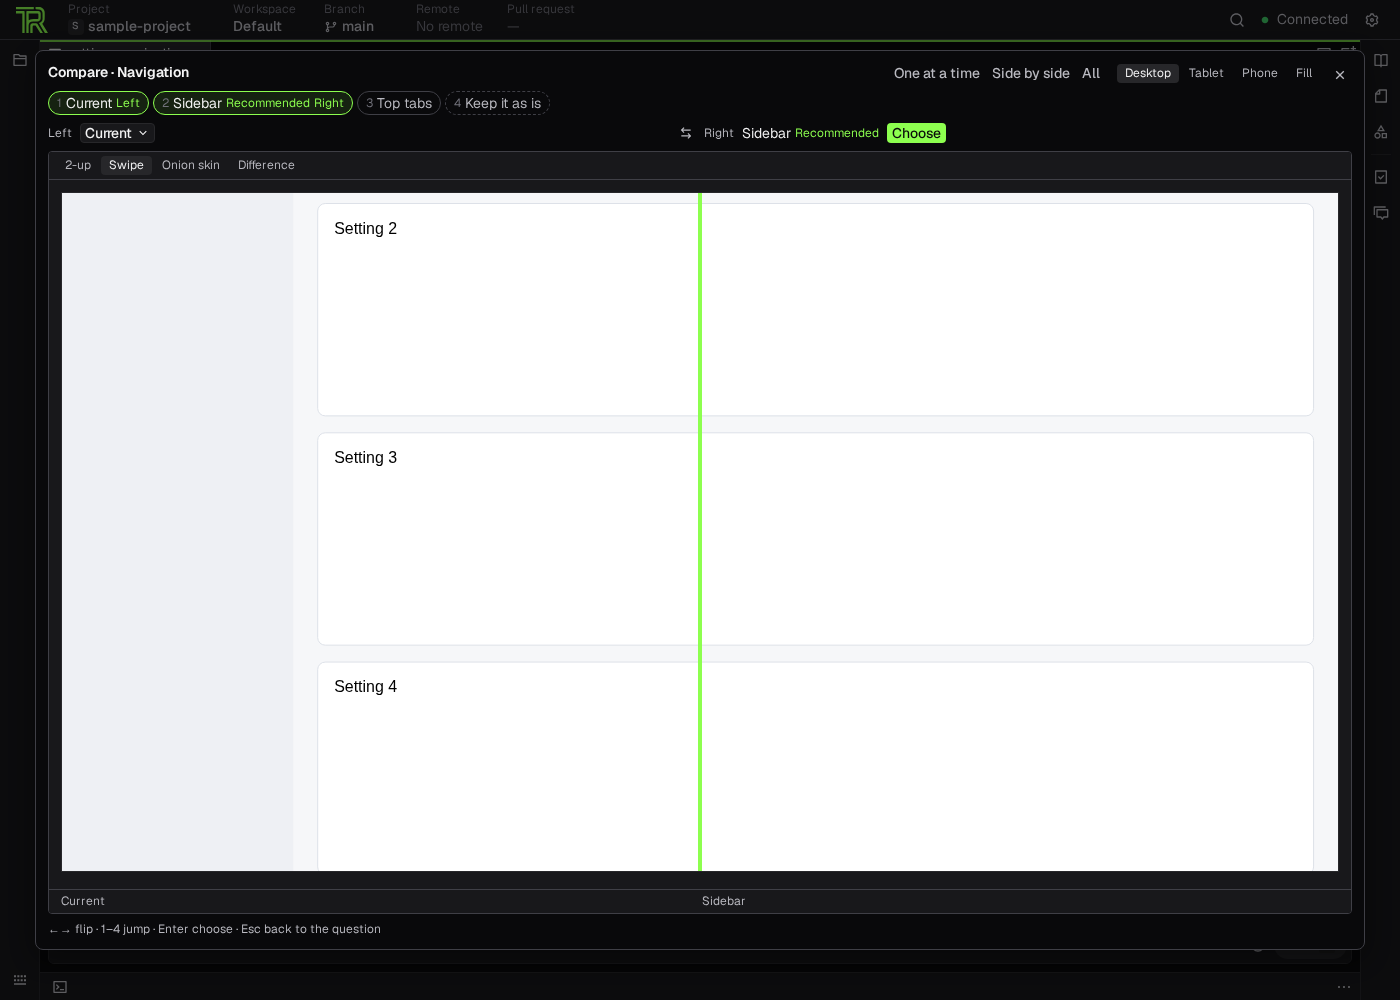 Project Workspace Branch Remote Pull request
S sample-project Default main No remote — Connected
Compare · Navigation One at a time Side by side All Desktop Tablet Phone Fill
1 Current Left 2 Sidebar Recommended Right 3 Top tabs 4 Keep it as is
Left Current Right Sidebar Recommended Choose
2-up Swipe Onion skin Difference
Setting 2
Setting 3
Setting 4
Current Sidebar
←→ flip · 1–4 jump · Enter choose · Esc back to the question